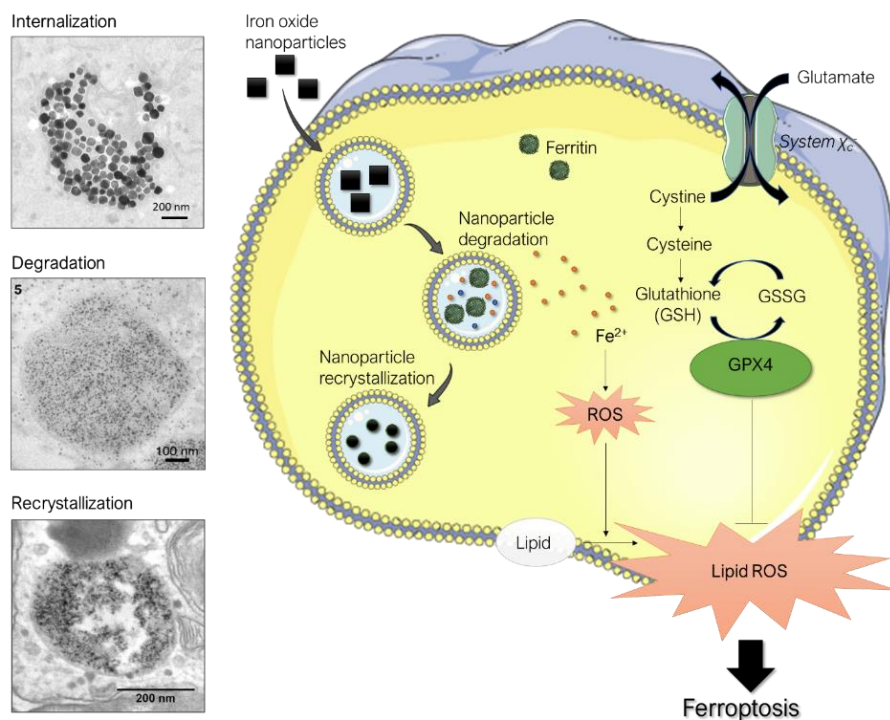 Internalization
200 nm
Degradation
5
100 nm
Recrystallization
200 nm
Iron oxide
nanoparticles
Ferritin
Nanoparticle
degradation
Nanoparticle
recrystallization
Fe²⁺
ROS
Lipid
Glutamate
System χc⁻
Cystine
Cysteine
Glutathione
(GSH)
GSSG
GPX4
Lipid ROS
Ferroptosis